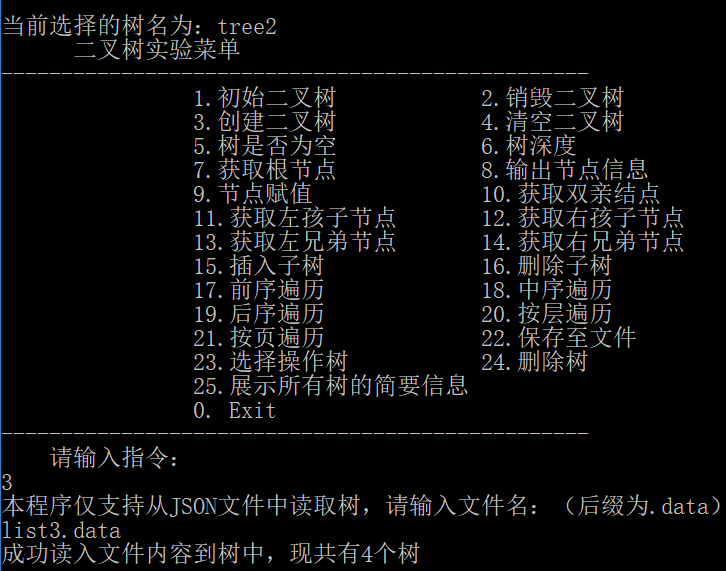 当前选择的树名为：tree2
二叉树实验菜单
-------------------------------------------------
1.初始二叉树 2.销毁二叉树
3.创建二叉树 4.清空二叉树
5.树是否为空 6.树深度
7.获取根节点 8.输出节点信息
9.节点赋值 10.获取双亲结点
11.获取左孩子节点 12.获取右孩子节点
13.获取左兄弟节点 14.获取右兄弟节点
15.插入子树 16.删除子树
17.前序遍历 18.中序遍历
19.后序遍历 20.按层遍历
21.按页遍历 22.保存至文件
23.选择操作树 24.删除树
25.展示所有树的简要信息
0. Exit
-------------------------------------------------
请输入指令：
3
本程序仅支持从JSON文件中读取树，请输入文件名：（后缀为.data）
list3.data
成功读入文件内容到树中，现共有4个树